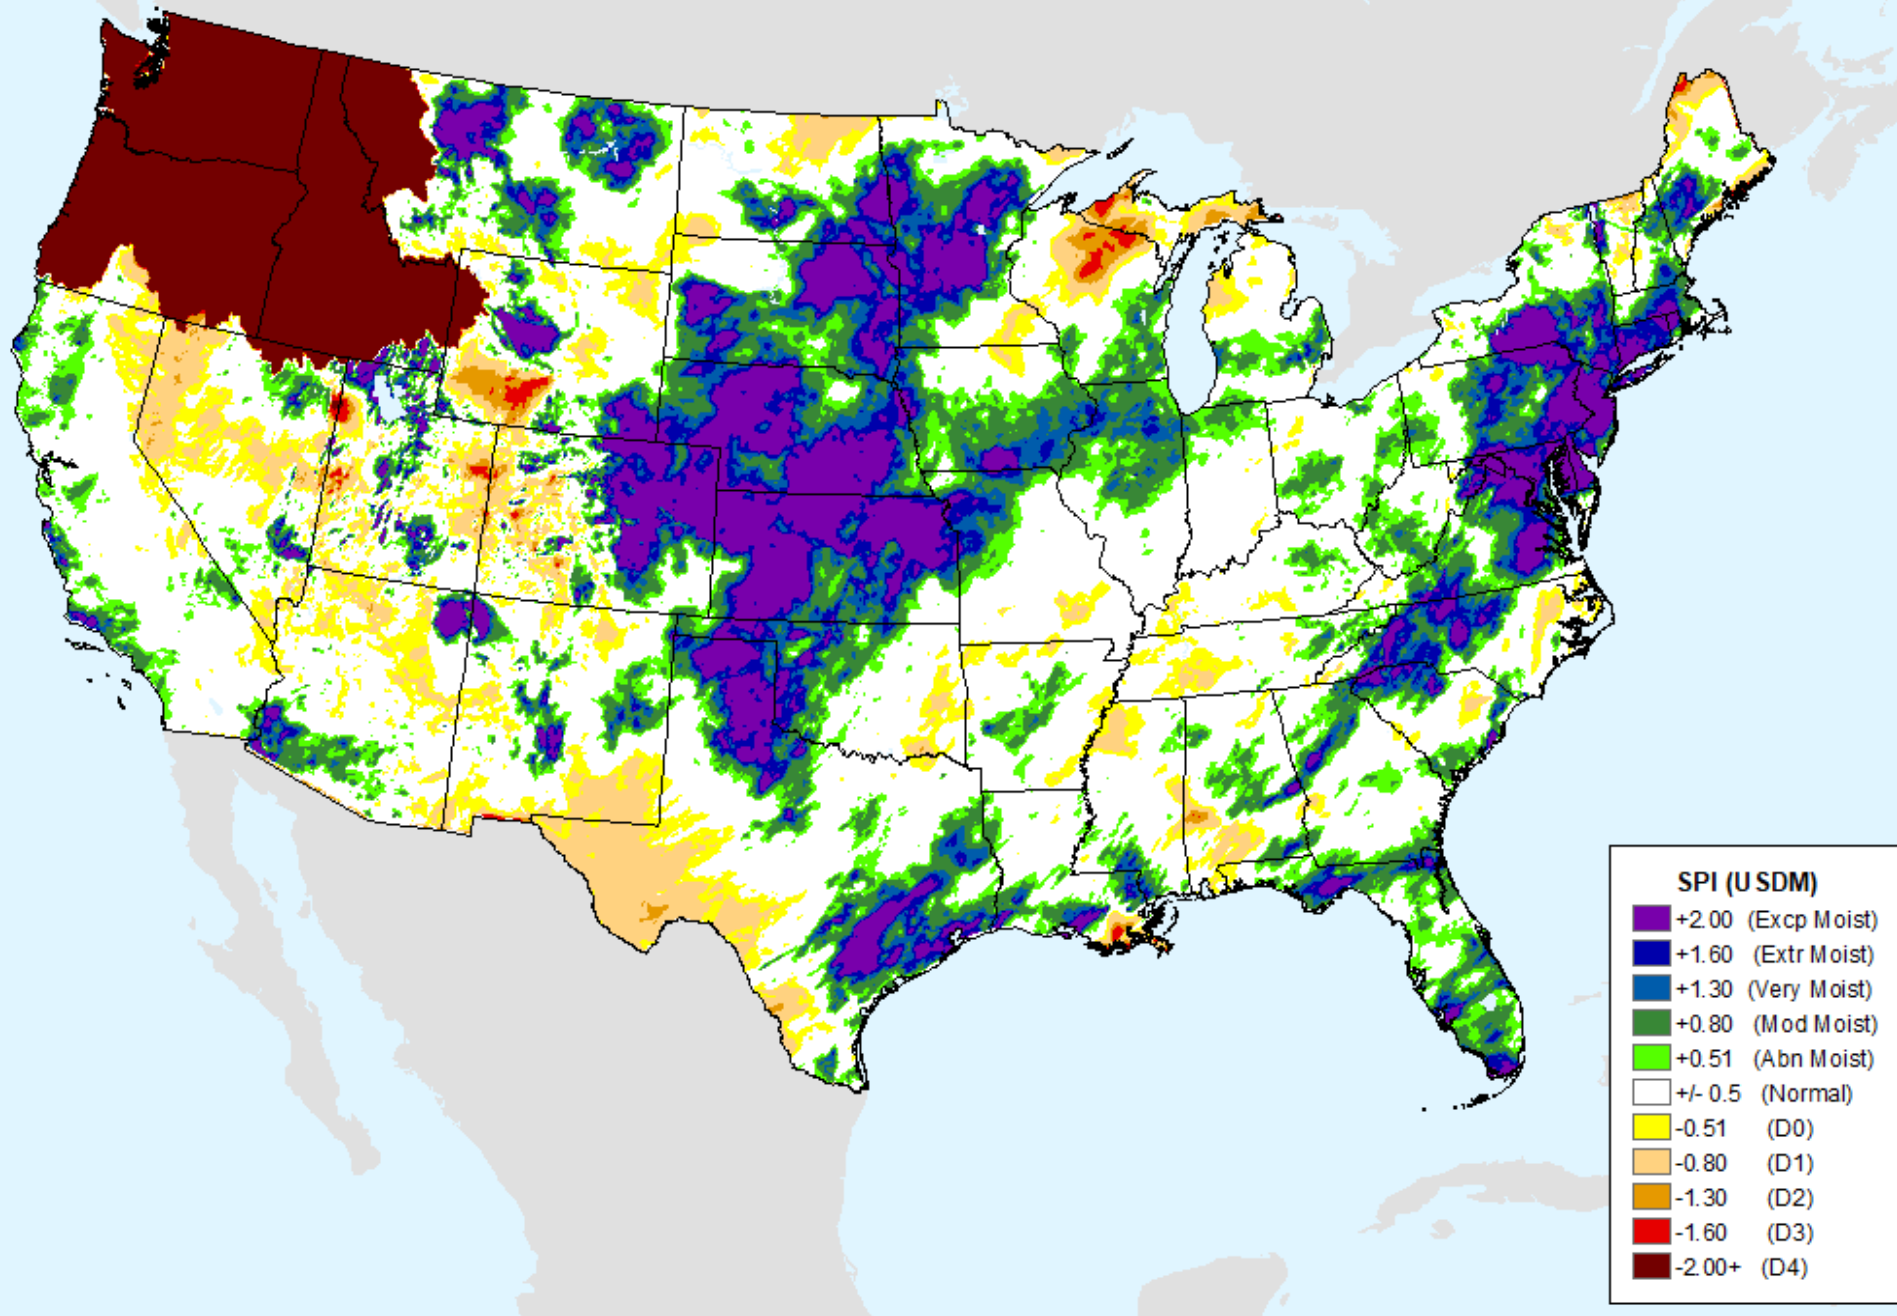 SPI (USDM)
+2.00 (Excp Moist)
+1.60 (Extr Moist)
+1.30 (Very Moist)
+0.80 (Mod Moist)
+0.51 (Abn Moist)
+/- 0.5 (Normal)
-0.51 (D0)
-0.80 (D1)
-1.30 (D2)
-1.60 (D3)
-2.00+ (D4)